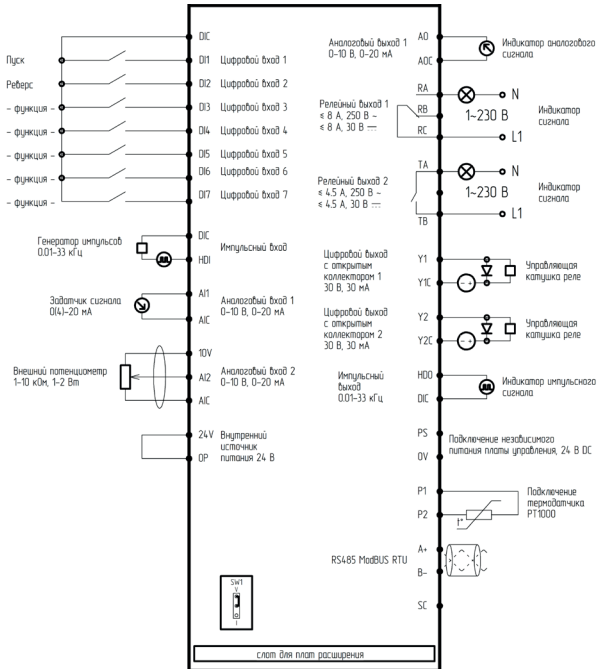 DIC
Пуск
DI1 Цифровой вход 1
Реверс
DI2 Цифровой вход 2
- функция -
DI3 Цифровой вход 3
- функция -
DI4 Цифровой вход 4
- функция -
DI5 Цифровой вход 5
- функция -
DI6 Цифровой вход 6
- функция -
DI7 Цифровой вход 7
Генератор импульсов
0.01–33 кГц
DIC
HDI
Импульсный вход
Задатчик сигнала
0(4)–20 мА
AI1
AIC
Аналоговый вход 1
0–10 В, 0–20 мА
Внешний потенциометр
1–10 кОм, 1–2 Вт
10V
AI2
AIC
Аналоговый вход 2
0–10 В, 0–20 мА
24V
OP
Внутренний
источник
питания 24 В
SW1
V
I
слот для плат расширения
Аналоговый выход 1
0–10 В, 0–20 мА
AO
AOC
Индикатор аналогового
сигнала
Релейный выход 1
≤ 8 А, 250 В ~
≤ 8 А, 30 В ⎓
RA
RB
RC
N
1~230 В
L1
Индикатор
сигнала
Релейный выход 2
≤ 4.5 А, 250 В ~
≤ 4.5 А, 30 В ⎓
TA
TB
N
1~230 В
L1
Индикатор
сигнала
Цифровой выход
с открытым
коллектором 1
30 В, 30 мА
Y1
Y1C
- +
Управляющая
катушка реле
Цифровой выход
с открытым
коллектором 2
30 В, 30 мА
Y2
Y2C
- +
Управляющая
катушка реле
Импульсный
выход
0.01–33 кГц
HDO
DIC
Индикатор импульсного
сигнала
PS
0V
Подключение независимого
питания платы управления, 24 В DC
P1
P2
t°
Подключение
термодатчика
PT1000
RS485 ModBUS RTU
A+
B-
SC